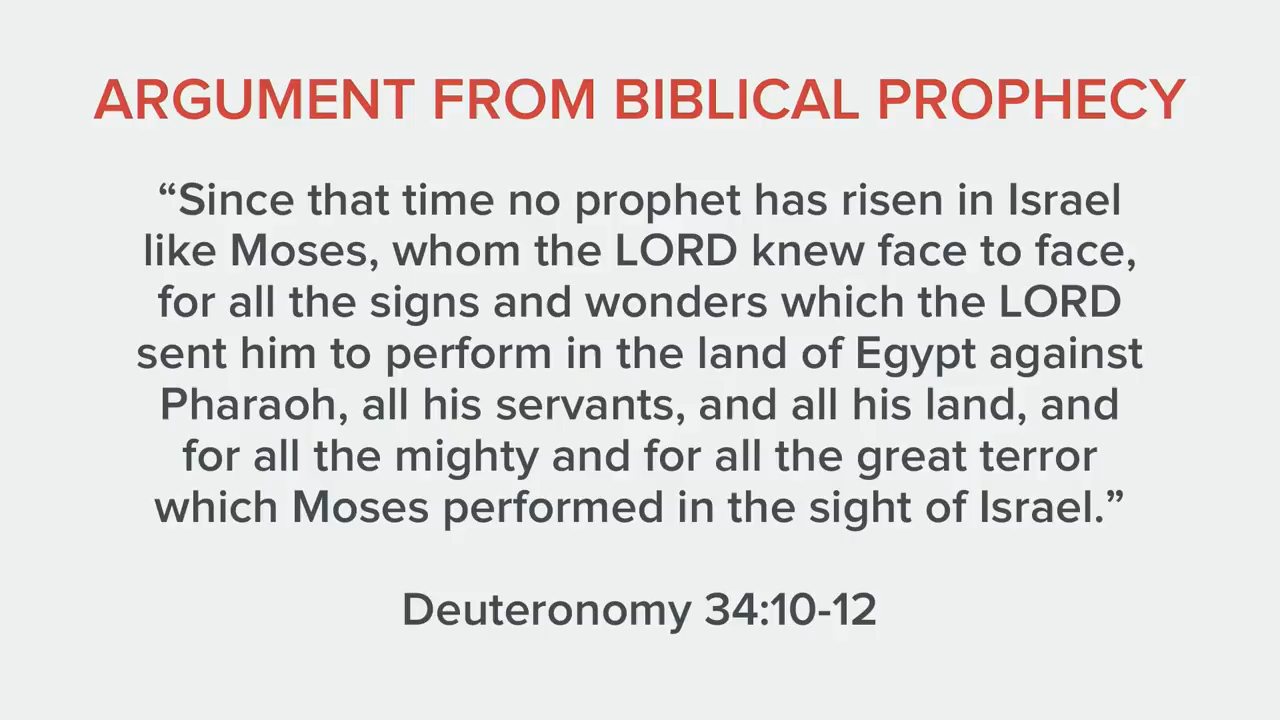 ARGUMENT FROM BIBLICAL PROPHECY
“Since that time no prophet has risen in Israel
like Moses, whom the LORD knew face to face,
for all the signs and wonders which the LORD
sent him to perform in the land of Egypt against
Pharaoh, all his servants, and all his land, and
for all the mighty and for all the great terror
which Moses performed in the sight of Israel.”
Deuteronomy 34:10-12